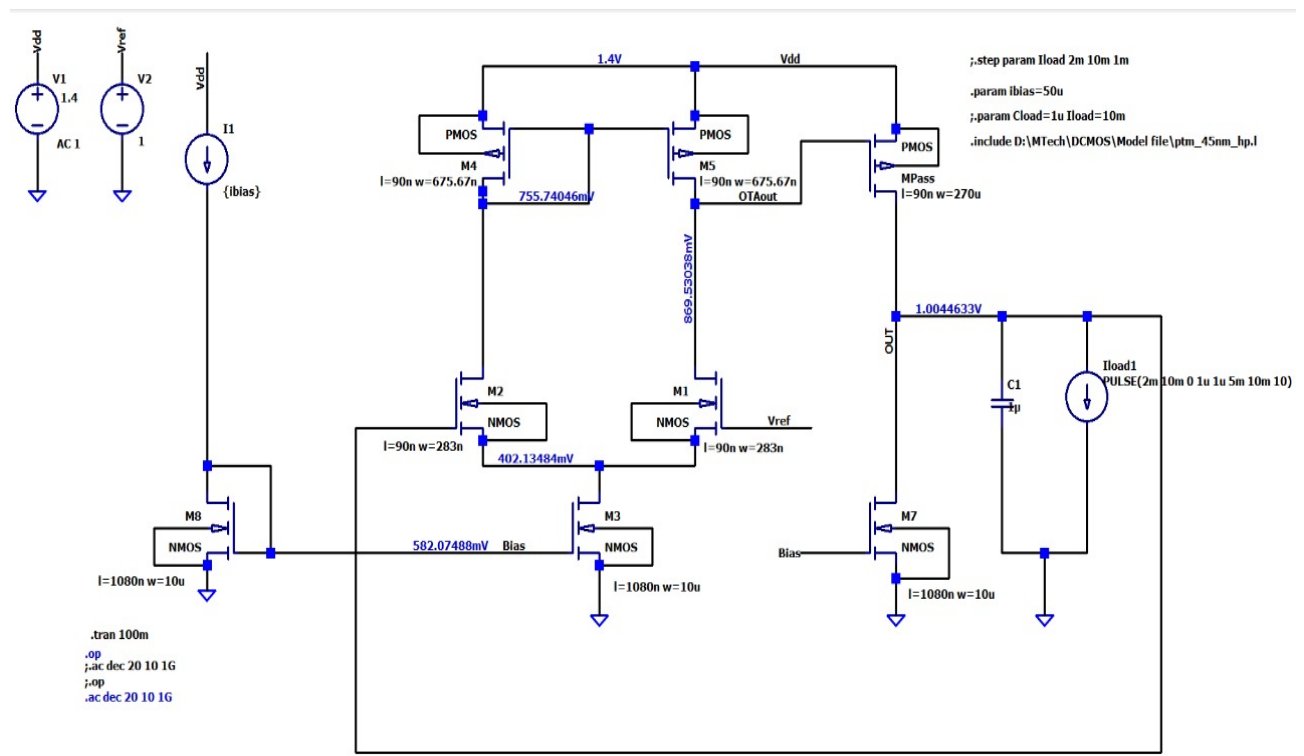 Vdd
V1
1.4
AC 1
Vref
V2
1
Vdd
I1
{ibias}
1.4V
Vdd
PMOS
M4
l=90n w=675.67n
755.74046mV
PMOS
M5
l=90n w=675.67n
OTAout
869.53038mV
PMOS
MPass
l=90n w=270u
;.step param Iload 2m 10m 1m
.param ibias=50u
;.param Cload=1u Iload=10m
.include D:\MTech\DCMOS\Model file\ptm_45nm_hp.l
1.0044633V
OUT
M2
NMOS
l=90n w=283n
M1
NMOS
Vref
l=90n w=283n
402.13484mV
C1
1µ
Iload1
PULSE(2m 10m 0 1u 1u 5m 10m 10)
M8
NMOS
l=1080n w=10u
582.07488mV
Bias
M3
NMOS
l=1080n w=10u
Bias
M7
NMOS
l=1080n w=10u
.tran 100m
.op
;.ac dec 20 10 1G
;.op
.ac dec 20 10 1G